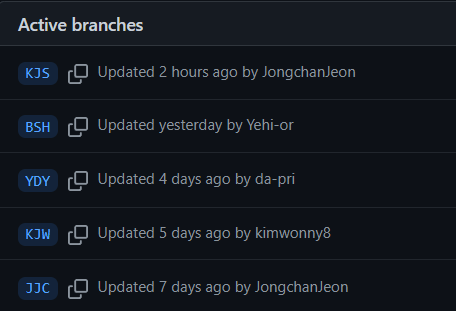 Active branches
KJS Updated 2 hours ago by JongchanJeon
BSH Updated yesterday by Yehi-or
YDY Updated 4 days ago by da-pri
KJW Updated 5 days ago by kimwonny8
JJC Updated 7 days ago by JongchanJeon